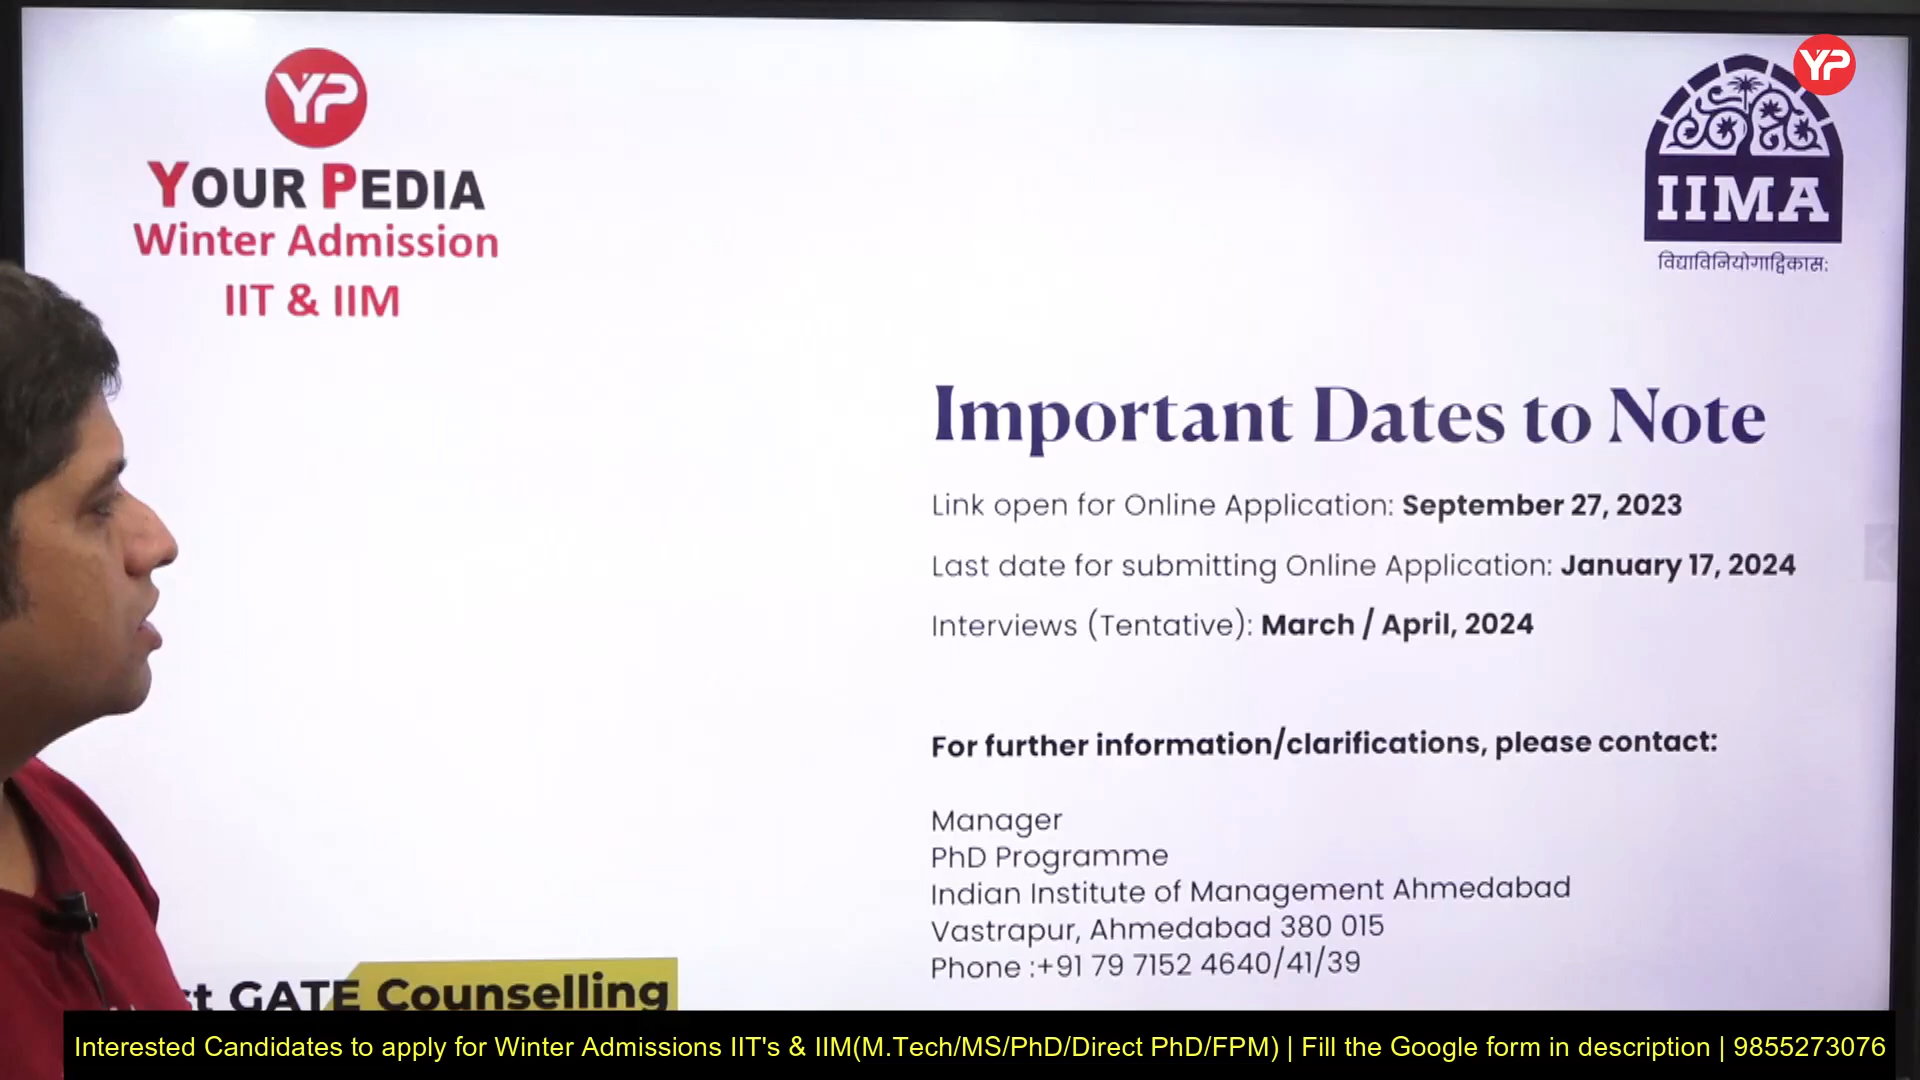 YP
YOUR PEDIA
Winter Admission
IIT & IIM
YP
IIMA
विद्याविनियोगाद्विकासः
Important Dates to Note
Link open for Online Application: September 27, 2023
Last date for submitting Online Application: January 17, 2024
Interviews (Tentative): March / April, 2024
For further information/clarifications, please contact:
Manager
PhD Programme
Indian Institute of Management Ahmedabad
Vastrapur, Ahmedabad 380 015
Phone :+91 79 7152 4640/41/39
st GATE Counselling
Interested Candidates to apply for Winter Admissions IIT's & IIM(M.Tech/MS/PhD/Direct PhD/FPM) | Fill the Google form in description | 9855273076